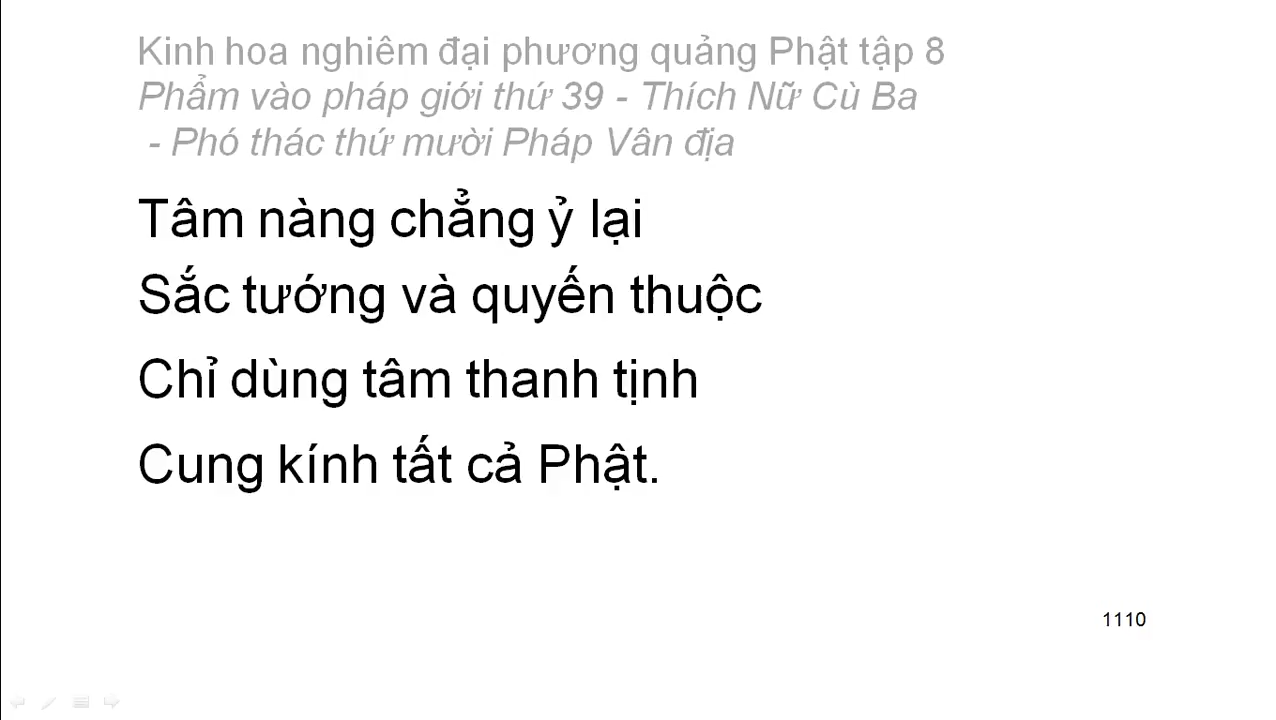 Kinh hoa nghiêm đại phương quảng Phật tập 8
Phẩm vào pháp giới thứ 39 - Thích Nữ Cù Ba
- Phó thác thứ mười Pháp Vân địa
Tâm nàng chẳng ỷ lại
Sắc tướng và quyến thuộc
Chỉ dùng tâm thanh tịnh
Cung kính tất cả Phật.
1110